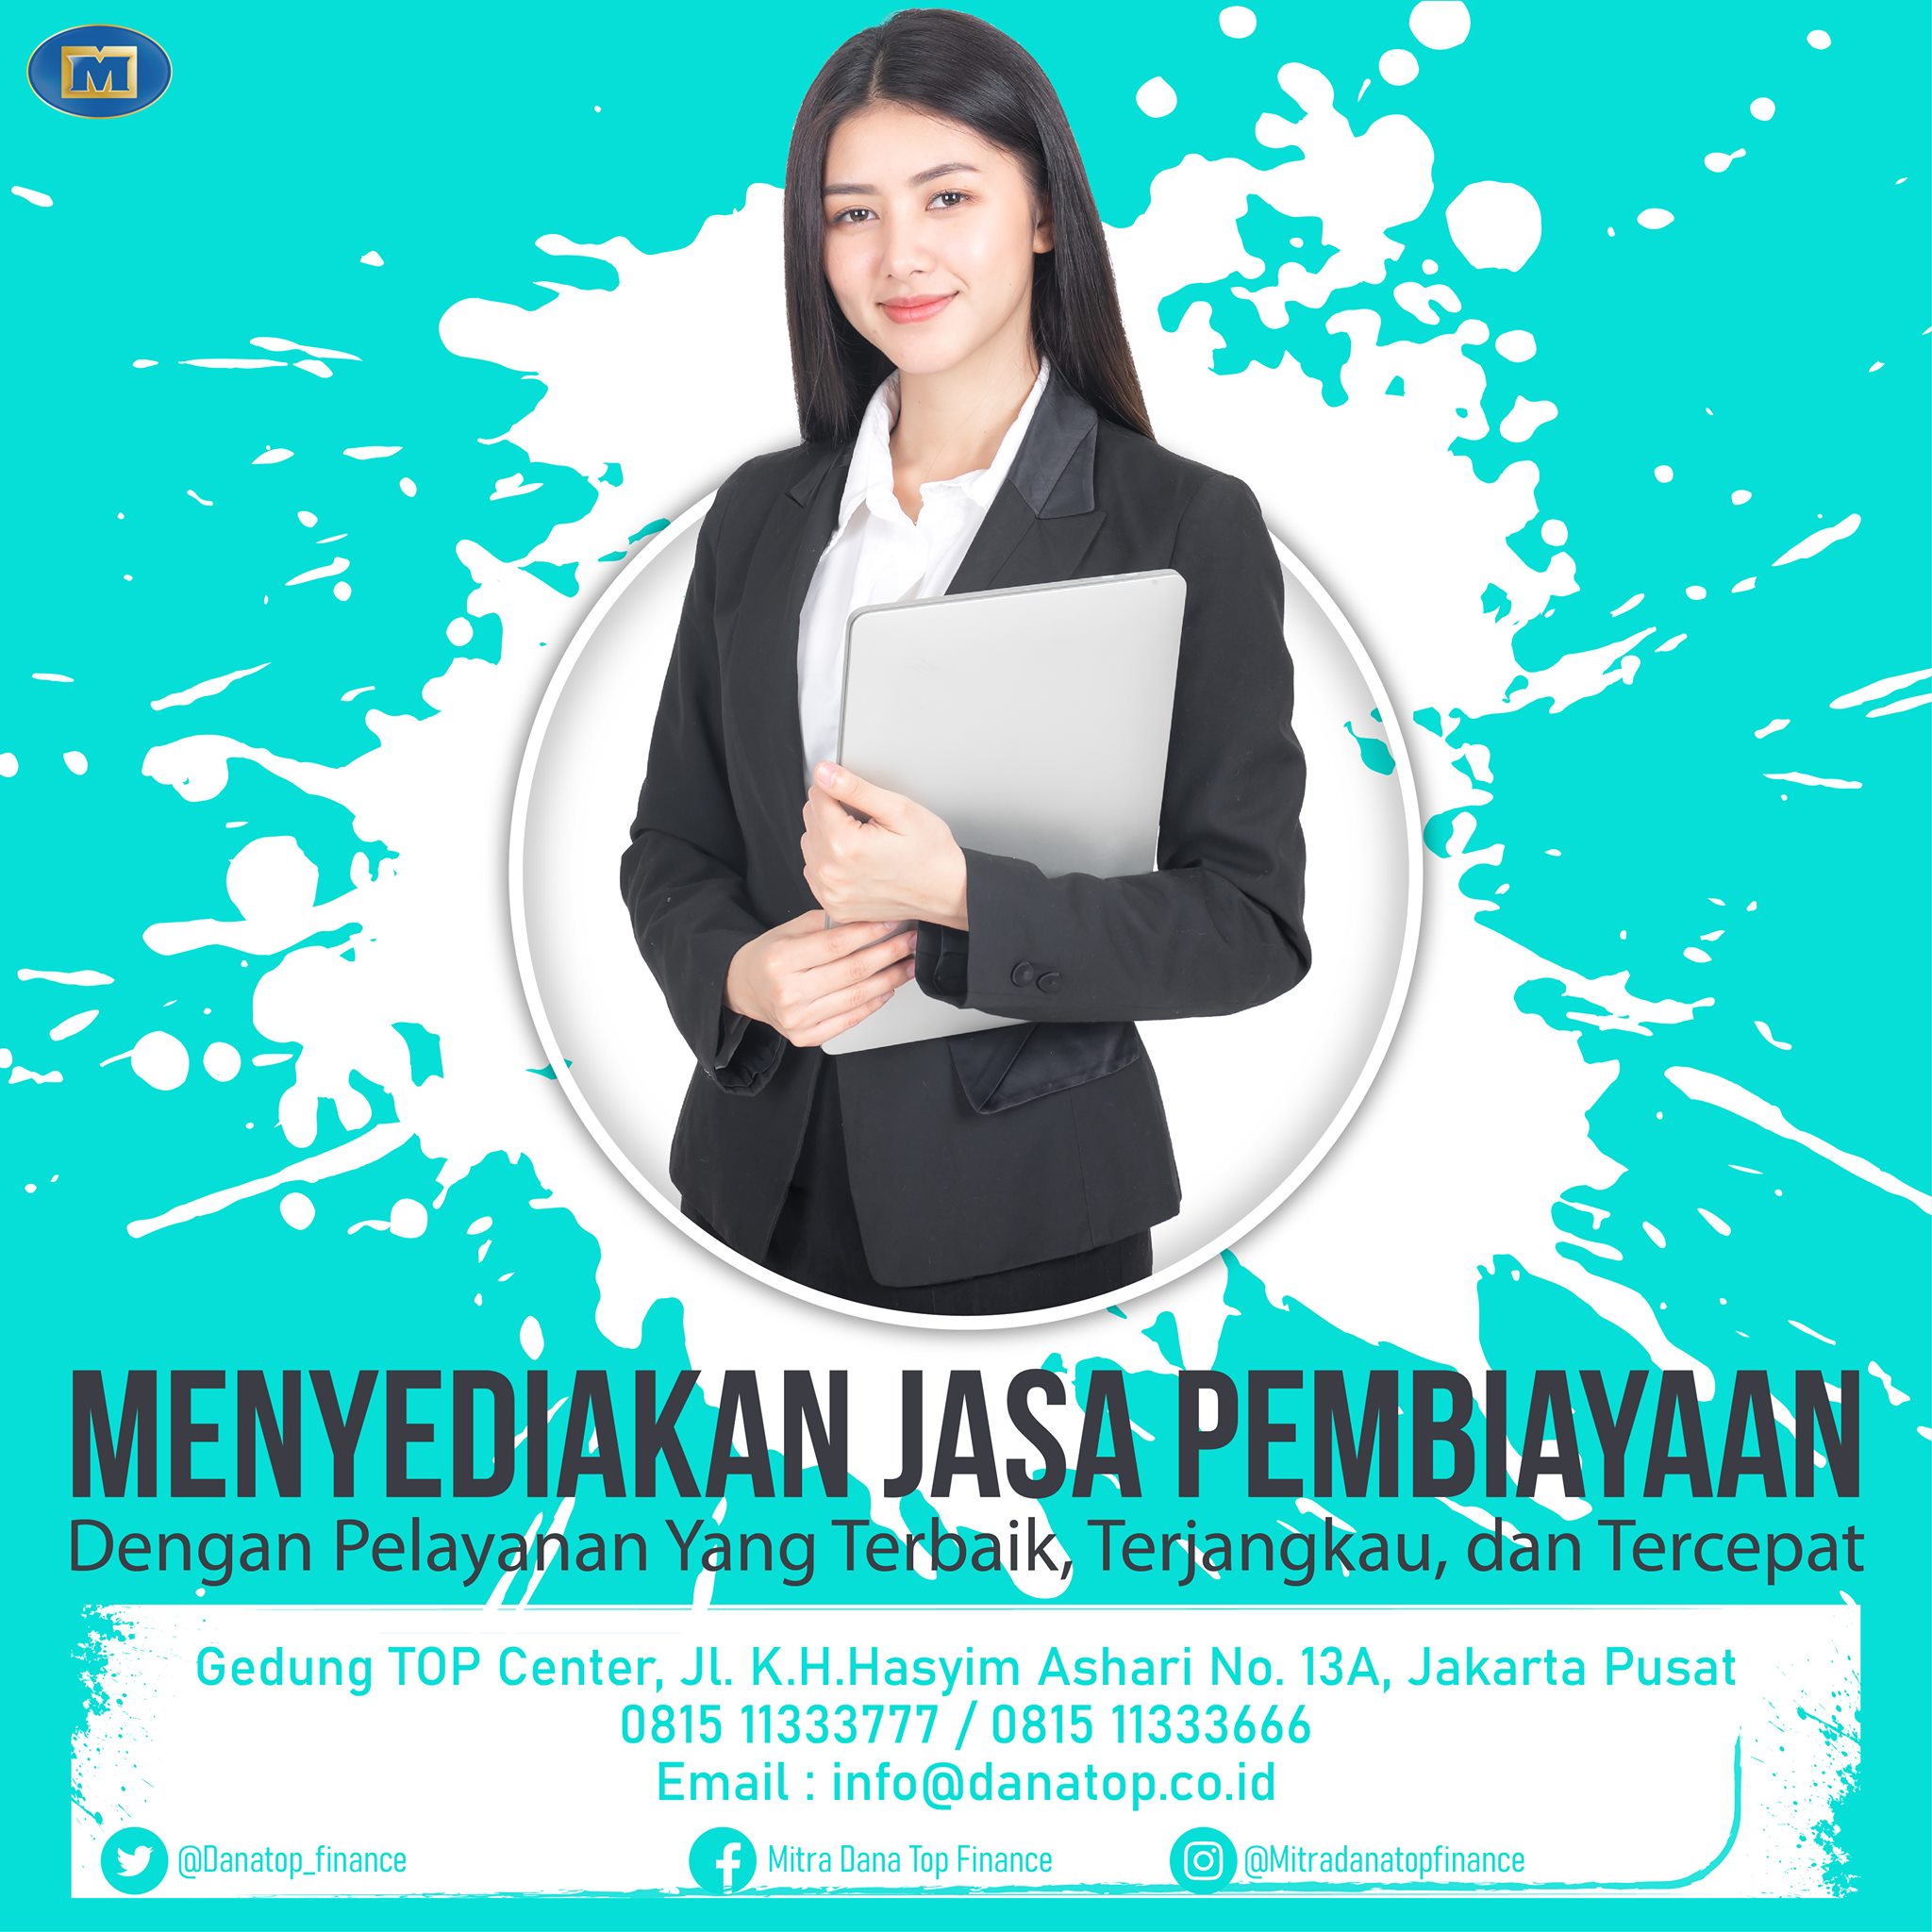 M
MENYEDIAKAN JASA PEMBIAYAAN
Dengan Pelayanan Yang Terbaik, Terjangkau, dan Tercepat
Gedung TOP Center, Jl. K.H.Hasyim Ashari No. 13A, Jakarta Pusat
0815 11333777 / 0815 11333666
Email : info@danatop.co.id
@Danatop_finance Mitra Dana Top Finance @Mitradanatopfinance